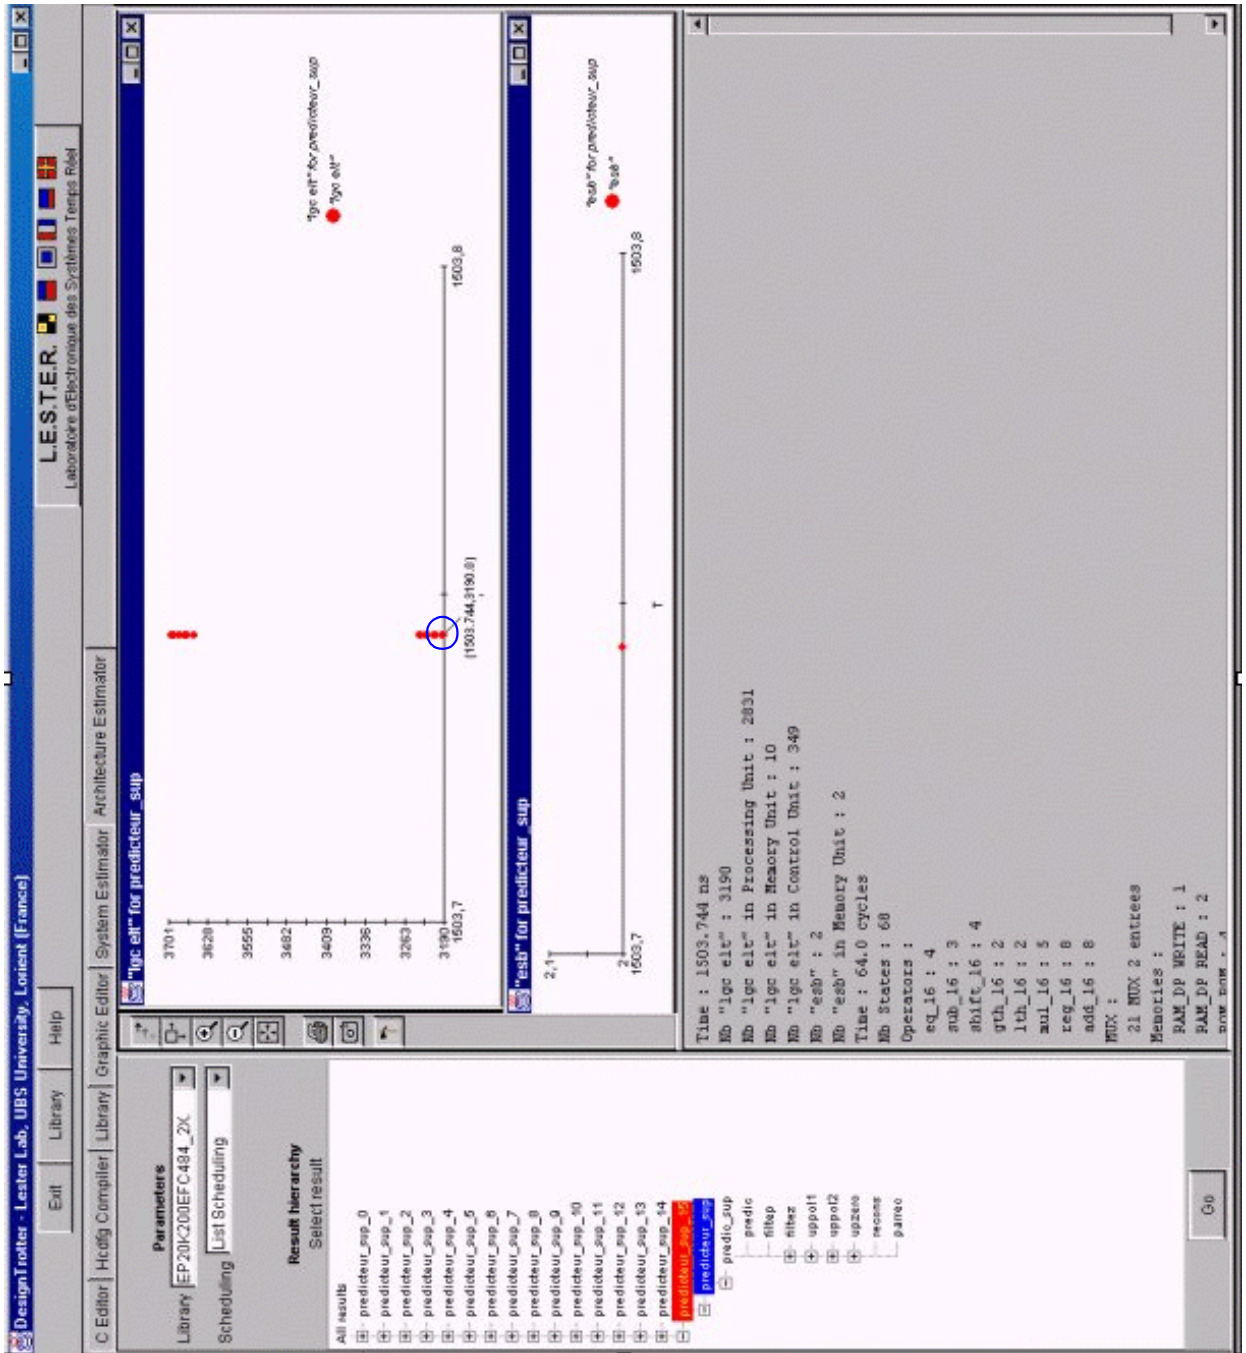 DesignTrotter - Lester Lab, UBS University, Lorient (France)
Exit
Library
Help
L.E.S.T.E.R.
Laboratoire d'Electronique des Systèmes Temps Réel
C Editor
Hcdfg Compiler
Library
Graphic Editor
System Estimator
Architecture Estimator
Parameters
Library EP20K200EFC484_2X
Scheduling List Scheduling
Result hierarchy
Select result
All results
predicteur_sup_0
predicteur_sup_1
predicteur_sup_2
predicteur_sup_3
predicteur_sup_4
predicteur_sup_5
predicteur_sup_6
predicteur_sup_7
predicteur_sup_8
predicteur_sup_9
predicteur_sup_10
predicteur_sup_11
predicteur_sup_12
predicteur_sup_13
predicteur_sup_14
predicteur_sup_15
predicteur_sup
predic_sup
predic
filtep
filtez
uppol1
uppol2
upzero
recons
parrec
Go
"lgc elt" for predicteur_sup
3701
3628
3555
3482
3409
3336
3263
3190
1503,7
1503,8
(1503.744,3190.0)
"lgc elt" for predicteur_sup
"lgc elt"
"esb" for predicteur_sup
2,1
2
1503,7
1503,8
T
"esb" for predicteur_sup
"esb"
Time : 1503.744 ns
Nb "lgc elt" : 3190
Nb "lgc elt" in Processing Unit : 2831
Nb "lgc elt" in Memory Unit : 10
Nb "lgc elt" in Control Unit : 349
Nb "esb" : 2
Nb "esb" in Memory Unit : 2
Time : 64.0 cycles
Nb States : 68
Operators :
eq_16 : 4
sub_16 : 3
shift_16 : 4
gth_16 : 2
lth_16 : 2
mul_16 : 5
reg_16 : 8
add_16 : 8
MUX :
21 MUX 2 entrees
Memories :
RAM_DP WRITE : 1
RAM_DP READ : 2